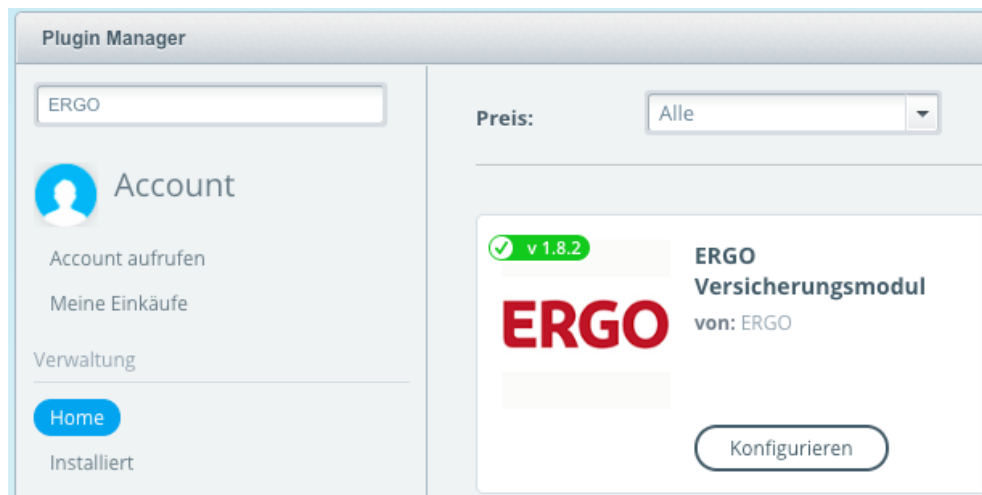 Plugin Manager
ERGO
Account
Account aufrufen
Meine Einkäufe
Verwaltung
Home
Installiert
Preis:
Alle
v 1.8.2
ERGO
ERGO
Versicherungsmodul
von: ERGO
Konfigurieren